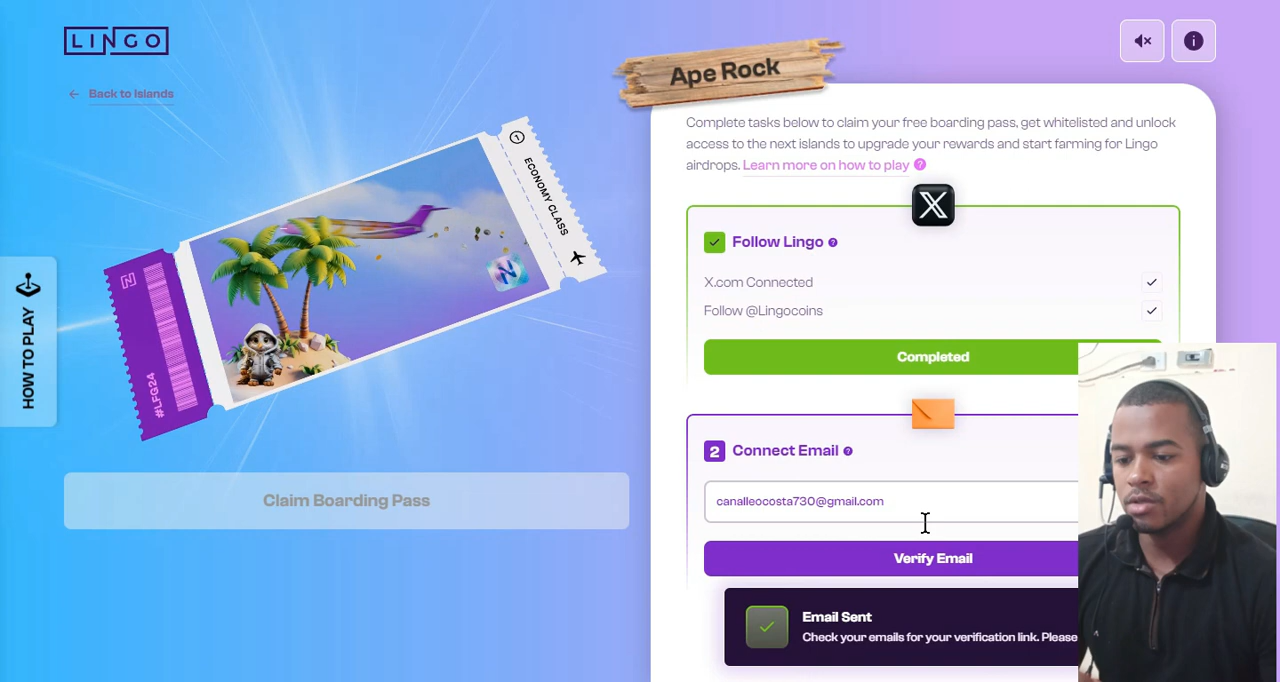 LINGO
Back to Islands
HOW TO PLAY
#LFG24
1
ECONOMY CLASS
Claim Boarding Pass
Ape Rock
Complete tasks below to claim your free boarding pass, get whitelisted and unlock
access to the next islands to upgrade your rewards and start farming for Lingo
airdrops. Learn more on how to play ?
Follow Lingo ?
X.com Connected
Follow @Lingocoins
Completed
2 Connect Email ?
canalleocosta730@gmail.com
Verify Email
Email Sent
Check your emails for your verification link. Please